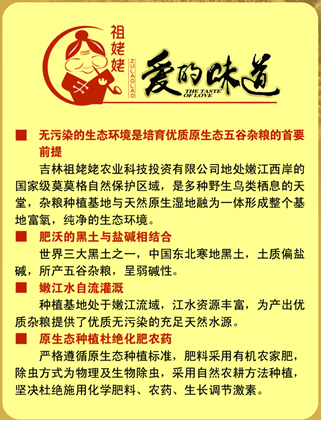 祖姥姥
ZULAOLAO
爱的味道
THE TASTE
OF LOVE
无污染的生态环境是培育优质原生态五谷杂粮的首要
前提
吉林祖姥姥农业科技投资有限公司地处嫩江西岸的
国家级莫莫格自然保护区域，是多种野生鸟类栖息的天
堂，杂粮种植基地与天然原生湿地融为一体形成整个基
地富氧，纯净的生态环境。
肥沃的黑土与盐碱相结合
世界三大黑土之一，中国东北寒地黑土，土质偏盐
碱，所产五谷杂粮，呈弱碱性。
嫩江水自流灌溉
种植基地处于嫩江流域，江水资源丰富，为产出优
质杂粮提供了优质无污染的充足天然水源。
原生态种植杜绝化肥农药
严格遵循原生态种植标准，肥料采用有机农家肥，
除虫方式为物理及生物除虫，采用自然农耕方法种植，
坚决杜绝施用化学肥料、农药、生长调节激素。